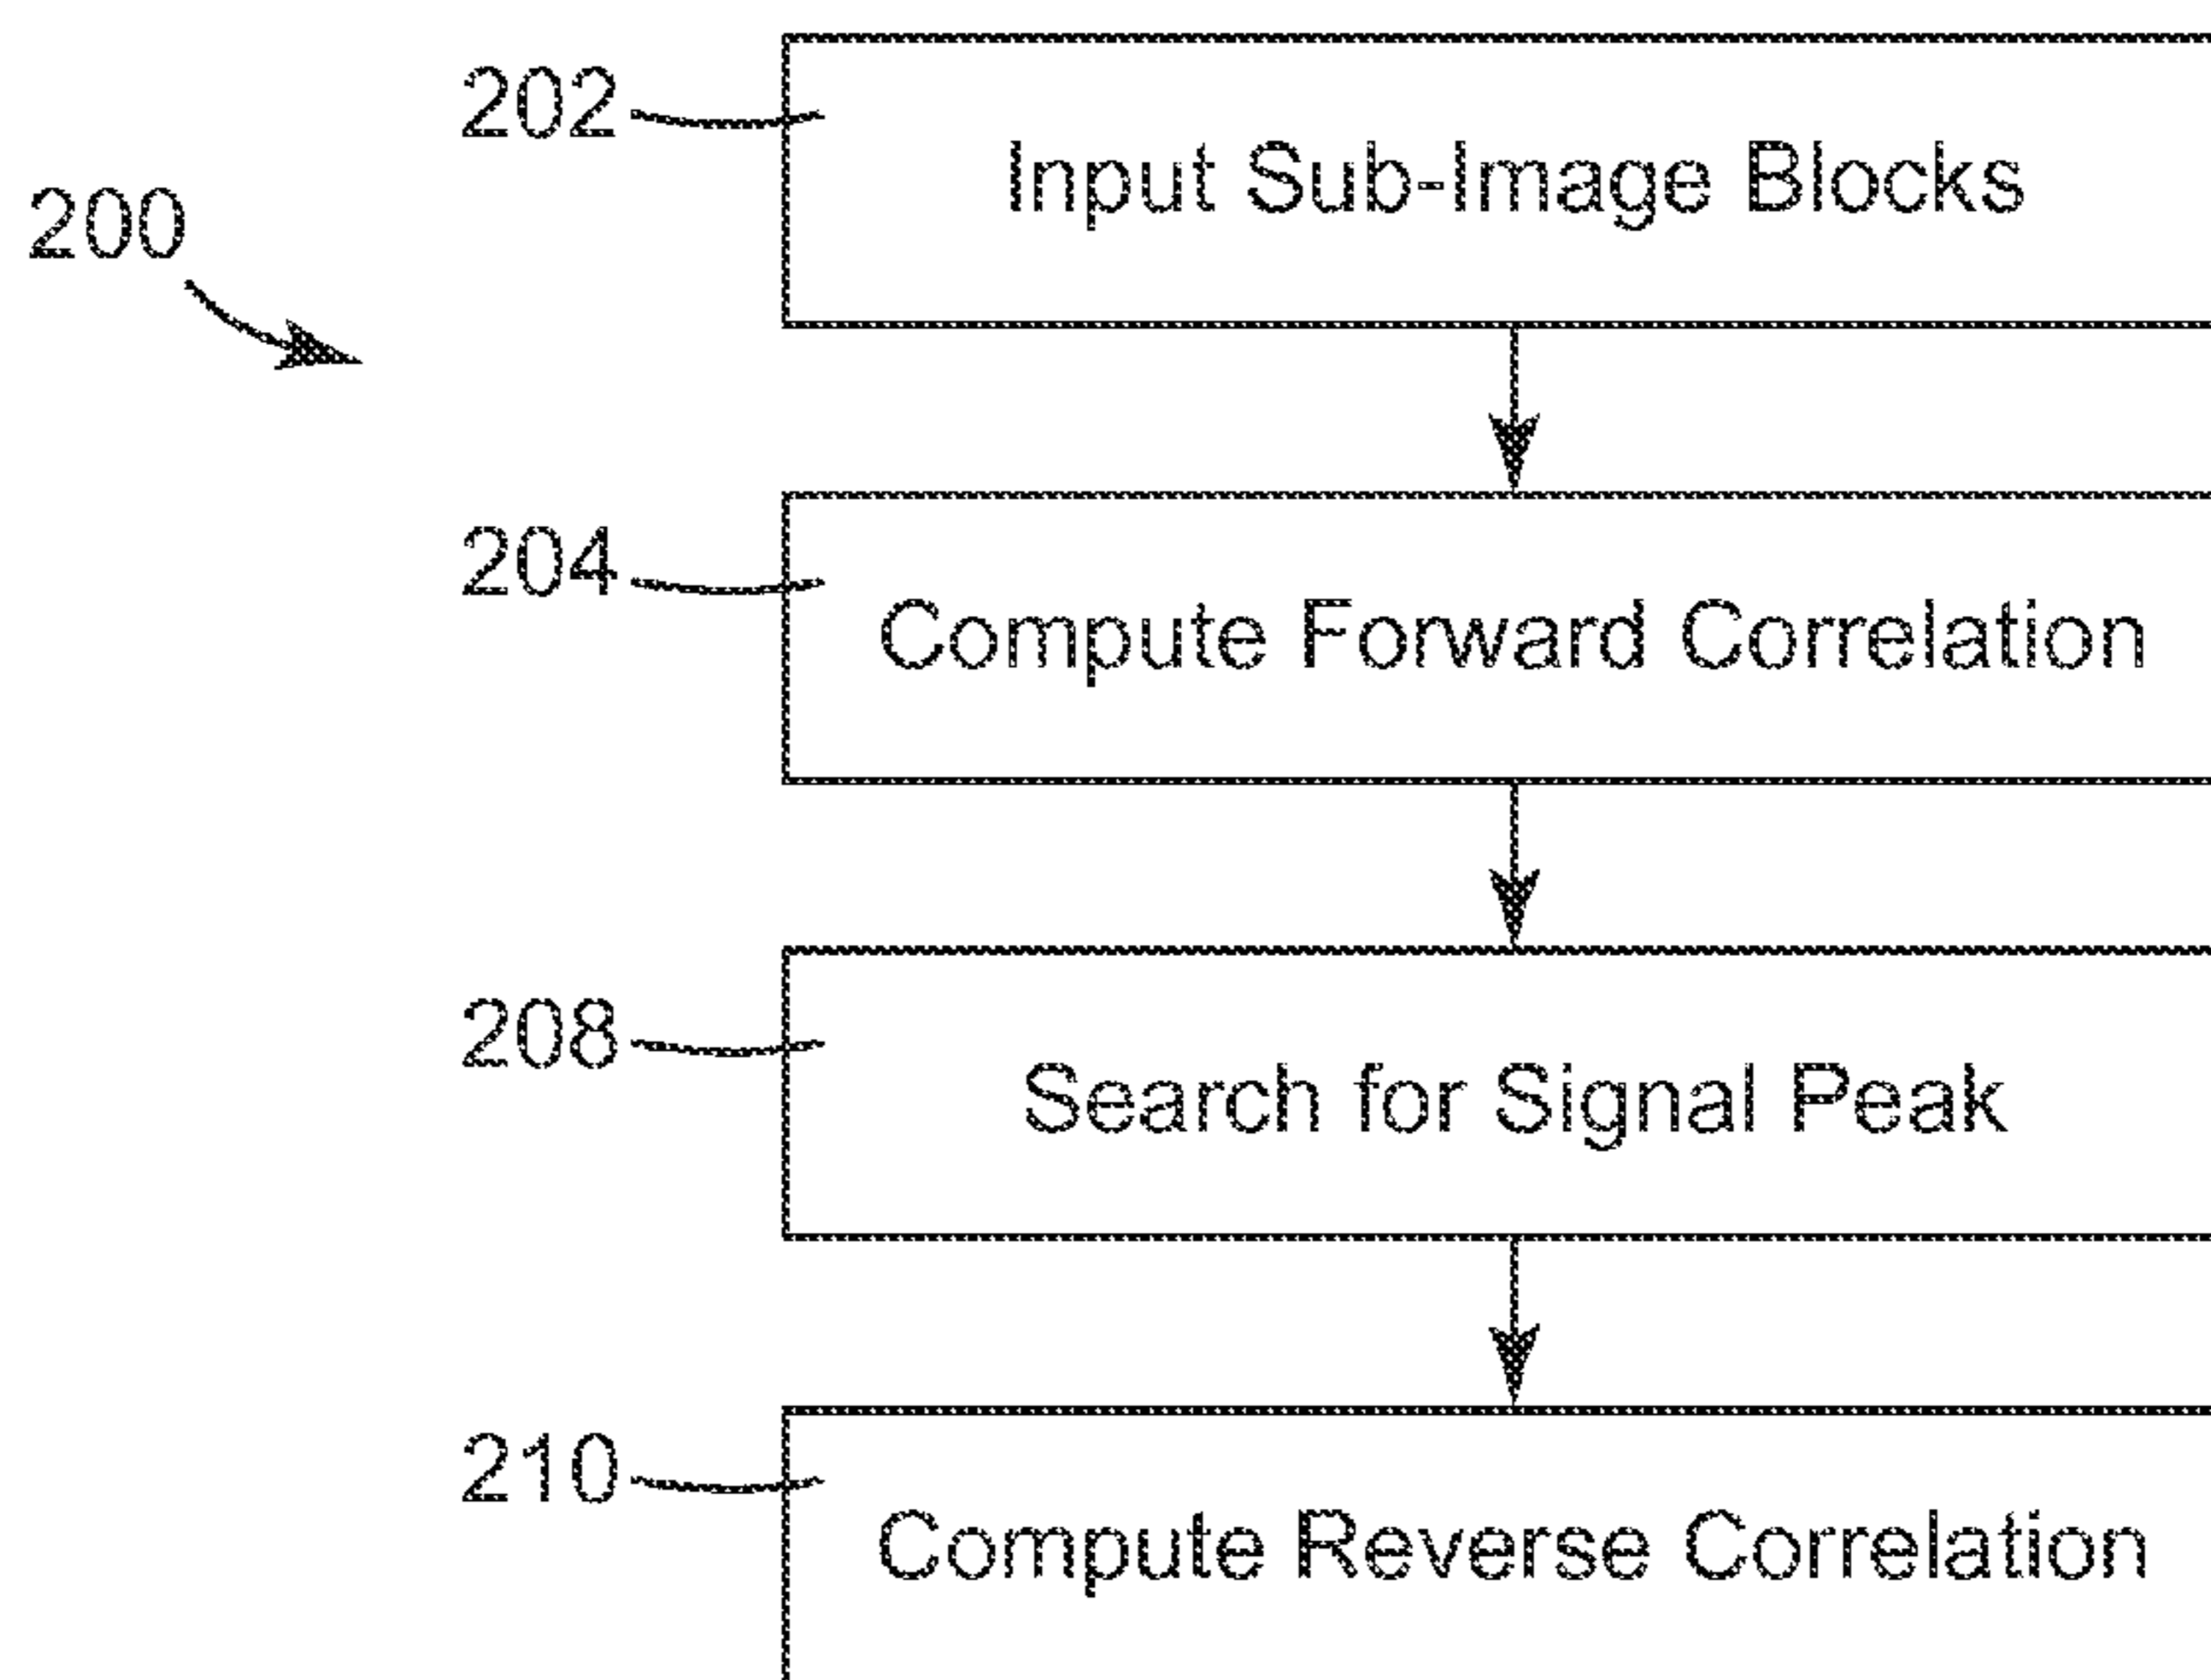 202
Input Sub-Image Blocks
200
204
Compute Forward Correlation
208
Search for Signal Peak
210
Compute Reverse Correlation